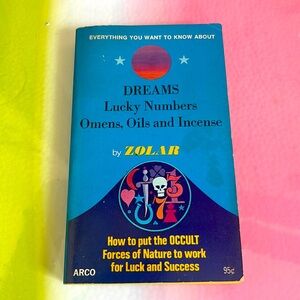 EVERYTHING YOU WANT TO KNOW ABOUT
DREAMS
Lucky Numbers
Omens, Oils and Incense
by ZOLAR
How to put the OCCULT
Forces of Nature to work
for Luck and Success
ARCO
95¢